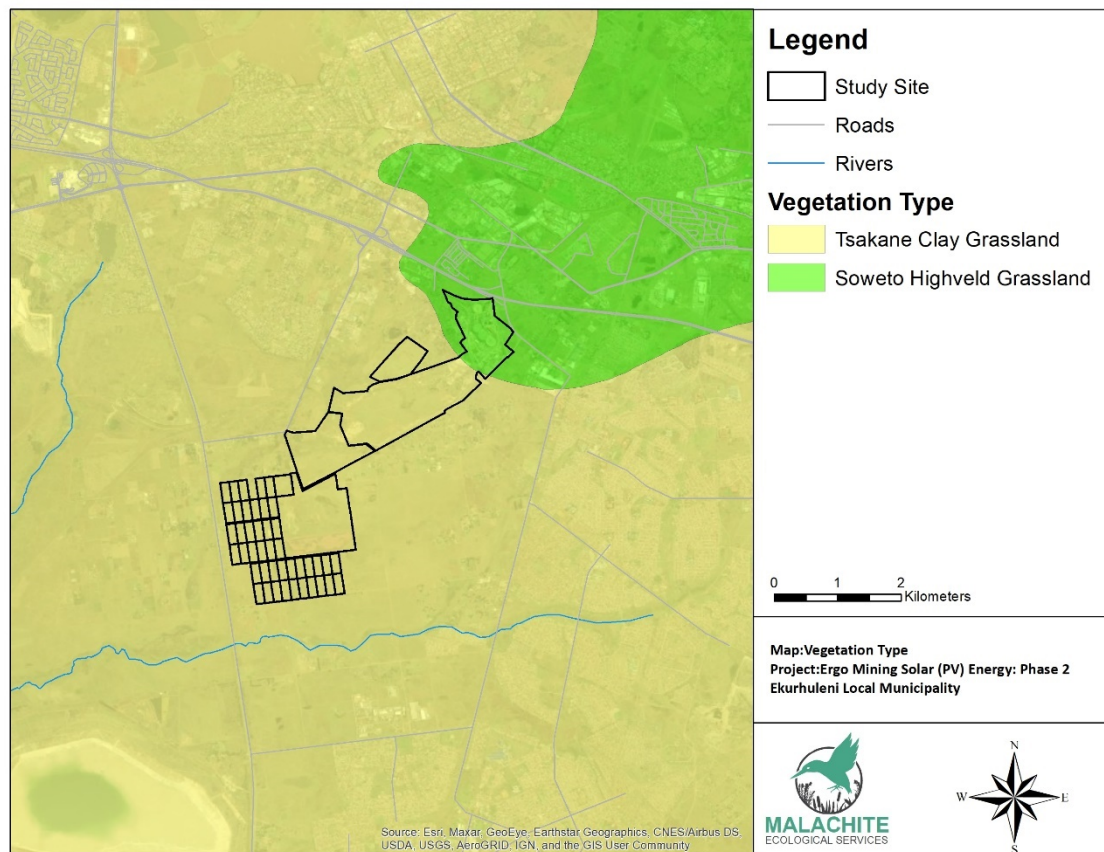 Legend
Study Site
Roads
Rivers
Vegetation Type
Tsakane Clay Grassland
Soweto Highveld Grassland
0 1 2
Kilometers
Map:Vegetation Type
Project:Ergo Mining Solar (PV) Energy: Phase 2
Ekurhuleni Local Municipality
MALACHITE
ECOLOGICAL SERVICES
N
W E
S
Source: Esri, Maxar, GeoEye, Earthstar Geographics, CNES/Airbus DS,
USDA, USGS, AeroGRID, IGN, and the GIS User Community